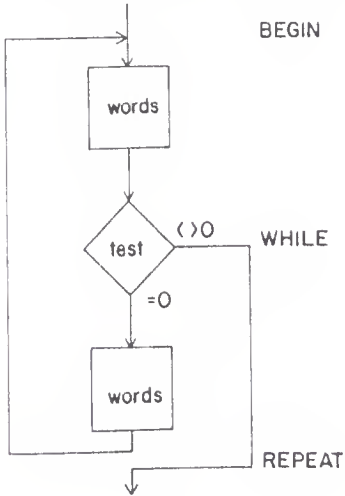 BEGIN
words
test
( )0
WHILE
=0
words
REPEAT